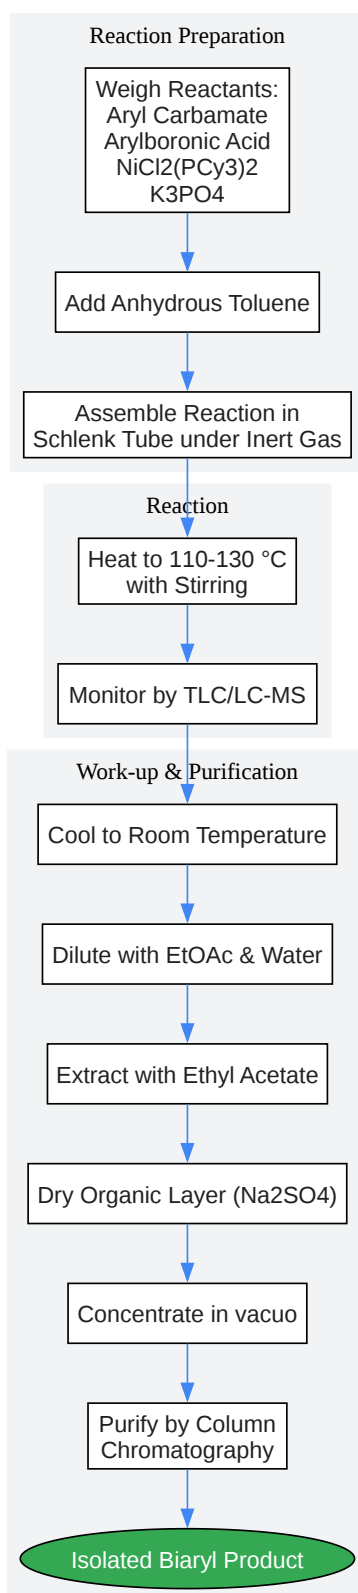 Reaction Preparation
Weigh Reactants:
Aryl Carbamate
Arylboronic Acid
NiCl2(PCy3)2
K3PO4
Add Anhydrous Toluene
Assemble Reaction in
Schlenk Tube under Inert Gas
Reaction
Heat to 110-130 °C
with Stirring
Monitor by TLC/LC-MS
Work-up & Purification
Cool to Room Temperature
Dilute with EtOAc & Water
Extract with Ethyl Acetate
Dry Organic Layer (Na2SO4)
Concentrate in vacuo
Purify by Column
Chromatography
Isolated Biaryl Product